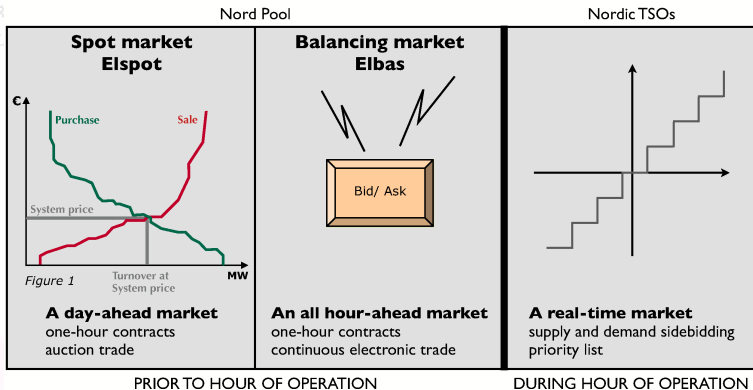 Nord Pool
Nordic TSOs
Spot market
Elspot
€
Purchase
Sale
System price
Figure 1
Turnover at
System price
MW
A day-ahead market
one-hour contracts
auction trade
Balancing market
Elbas
Bid/ Ask
An all hour-ahead market
one-hour contracts
continuous electronic trade
A real-time market
supply and demand sidebidding
priority list
PRIOR TO HOUR OF OPERATION
DURING HOUR OF OPERATION